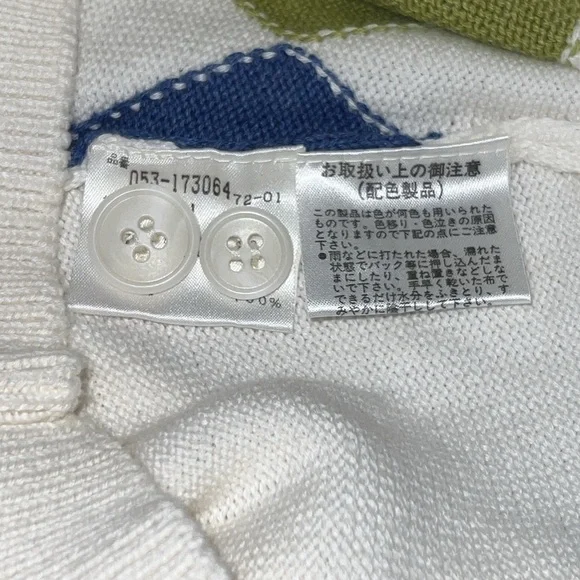 品番
053-173064
72-01
100%
お取扱い上の御注意
(配色製品)
この製品は色が何色も用いられた
ものです。色移り・色泣きの原因
となりますので下記の点にご注意
下さい。
●雨などに打たれた場合、濡れた
状態でバック等に押し込んだま
まにしたり、重ね置きなどしな
いで下さい。手早く乾いた布で
できるだけ水分をふきとり、す
みやかに陰干しして下さい。